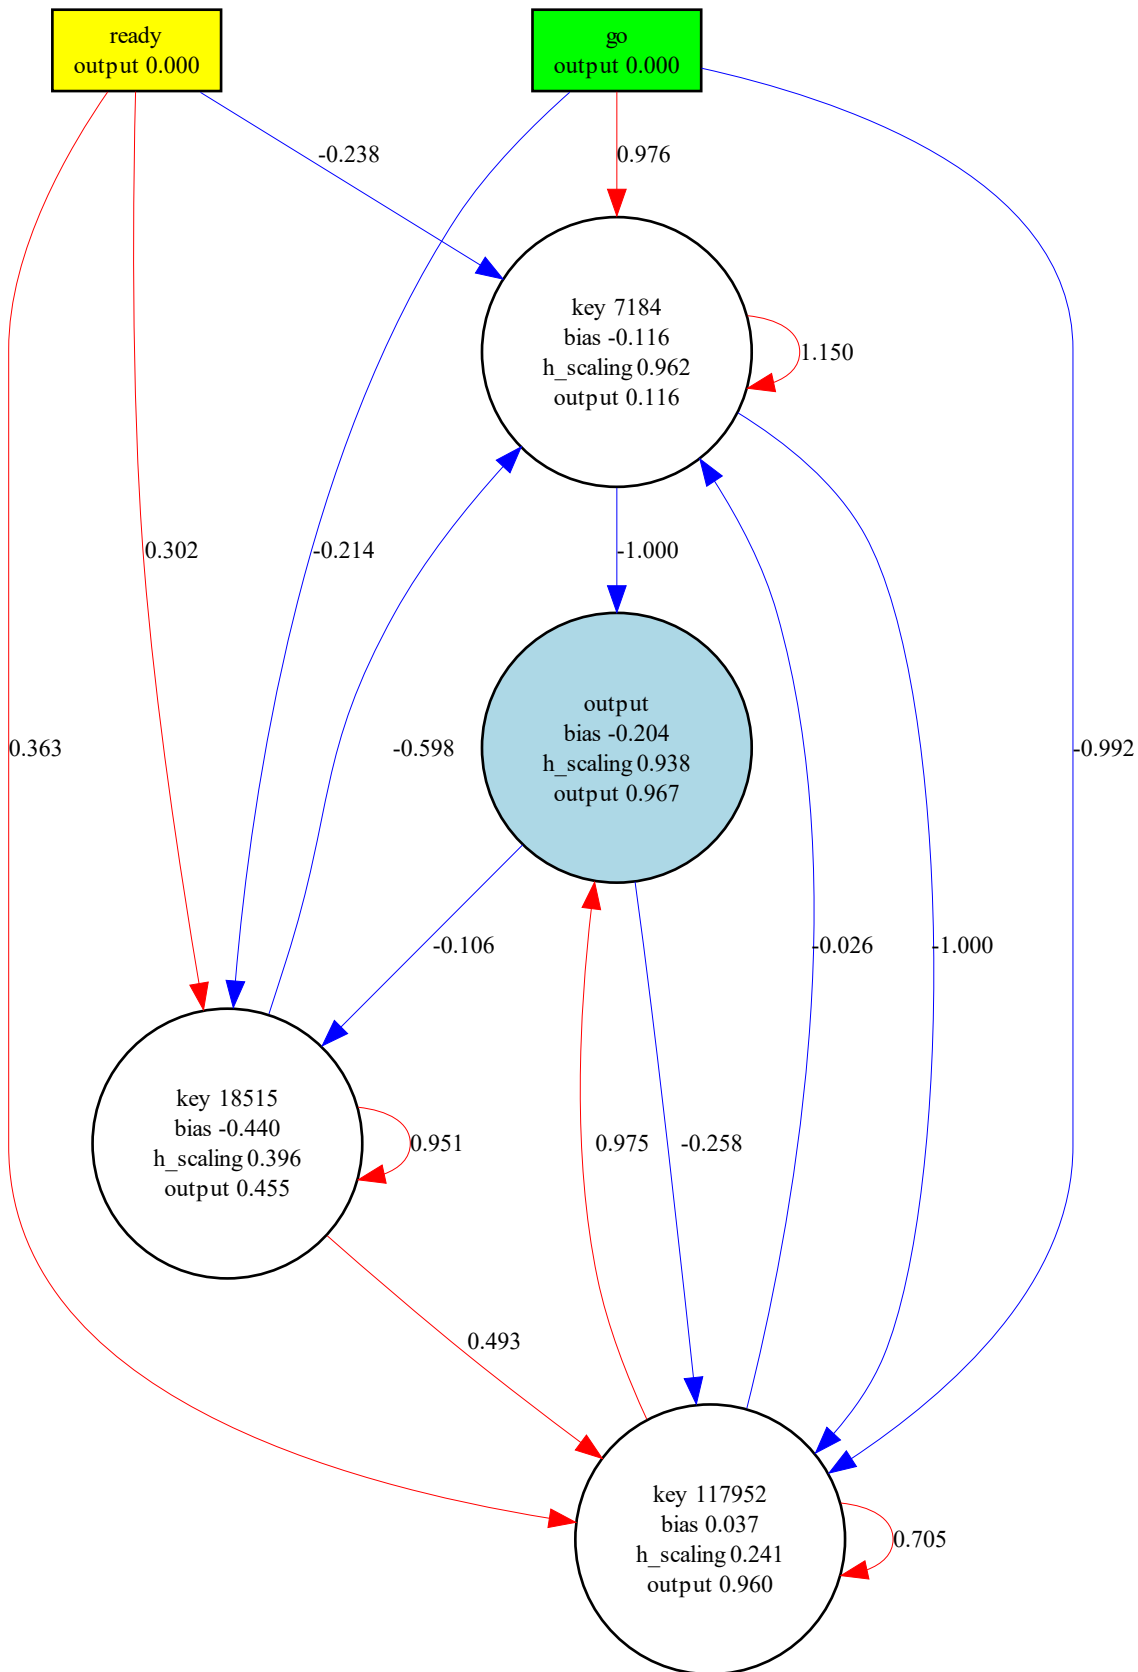 ready
output 0.000
go
output 0.000
-0.238
0.976
key 7184
bias -0.116
h_scaling 0.962
output 0.116
1.150
0.302
-0.214
-1.000
output
bias -0.204
h_scaling 0.938
output 0.967
0.363
-0.598
-0.992
-0.106
-0.026
-1.000
key 18515
bias -0.440
h_scaling 0.396
output 0.455
0.951
0.975
-0.258
0.493
key 117952
bias 0.037
h_scaling 0.241
output 0.960
0.705